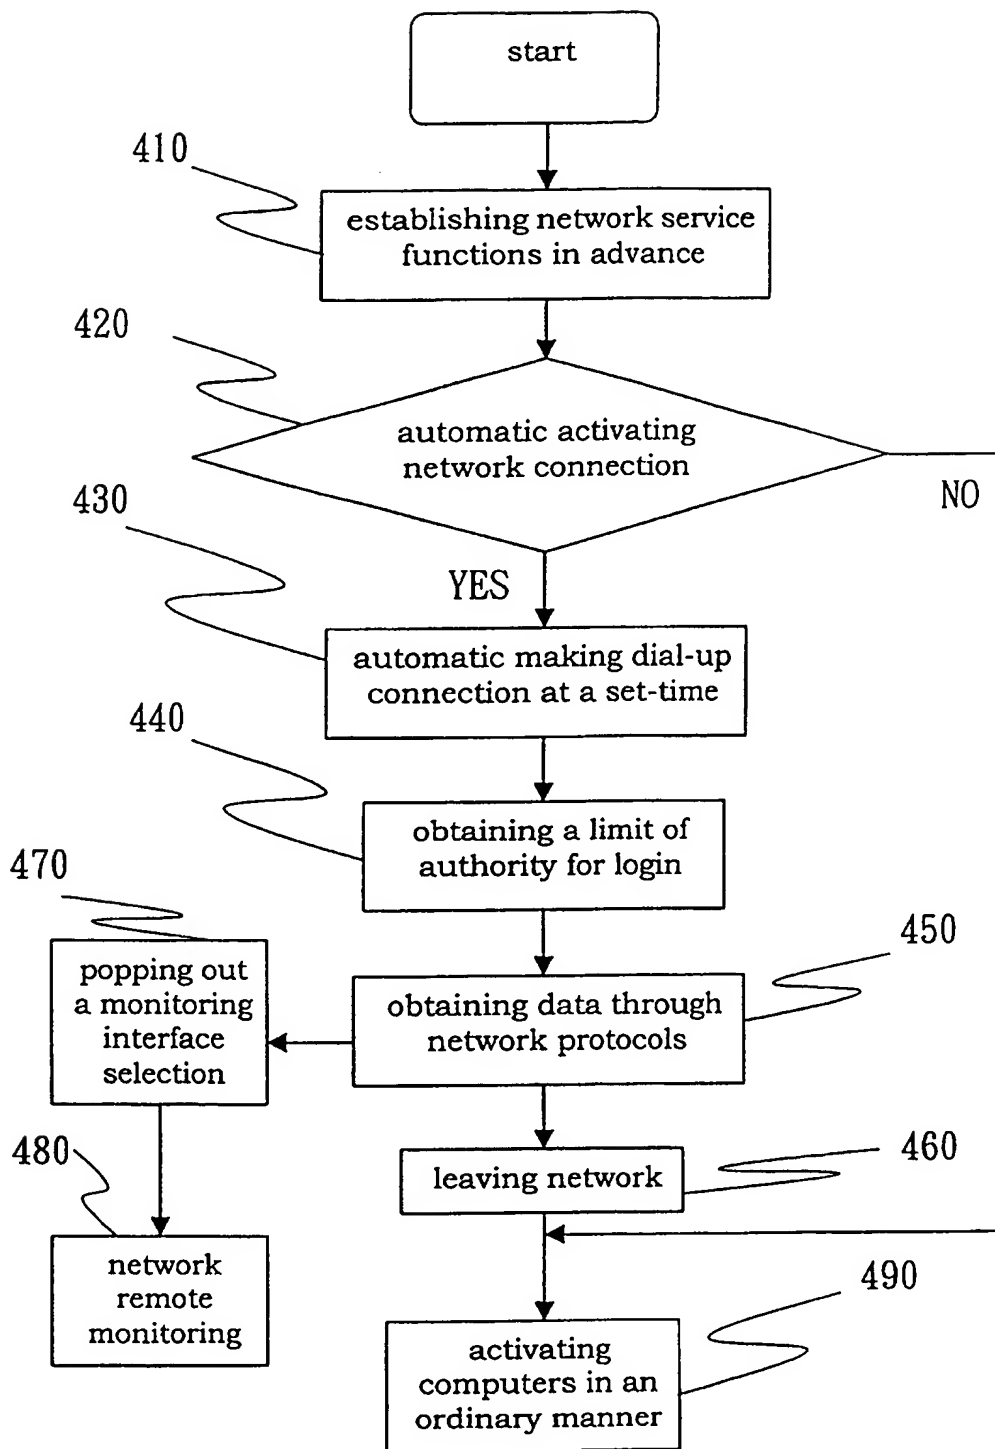 start
410
establishing network service
functions in advance
420
automatic activating
network connection
NO
430
YES
automatic making dial-up
connection at a set-time
440
obtaining a limit of
authority for login
470
450
popping out
a monitoring
interface
selection
obtaining data through
network protocols
480
460
leaving network
network
remote
monitoring
490
activating
computers in an
ordinary manner